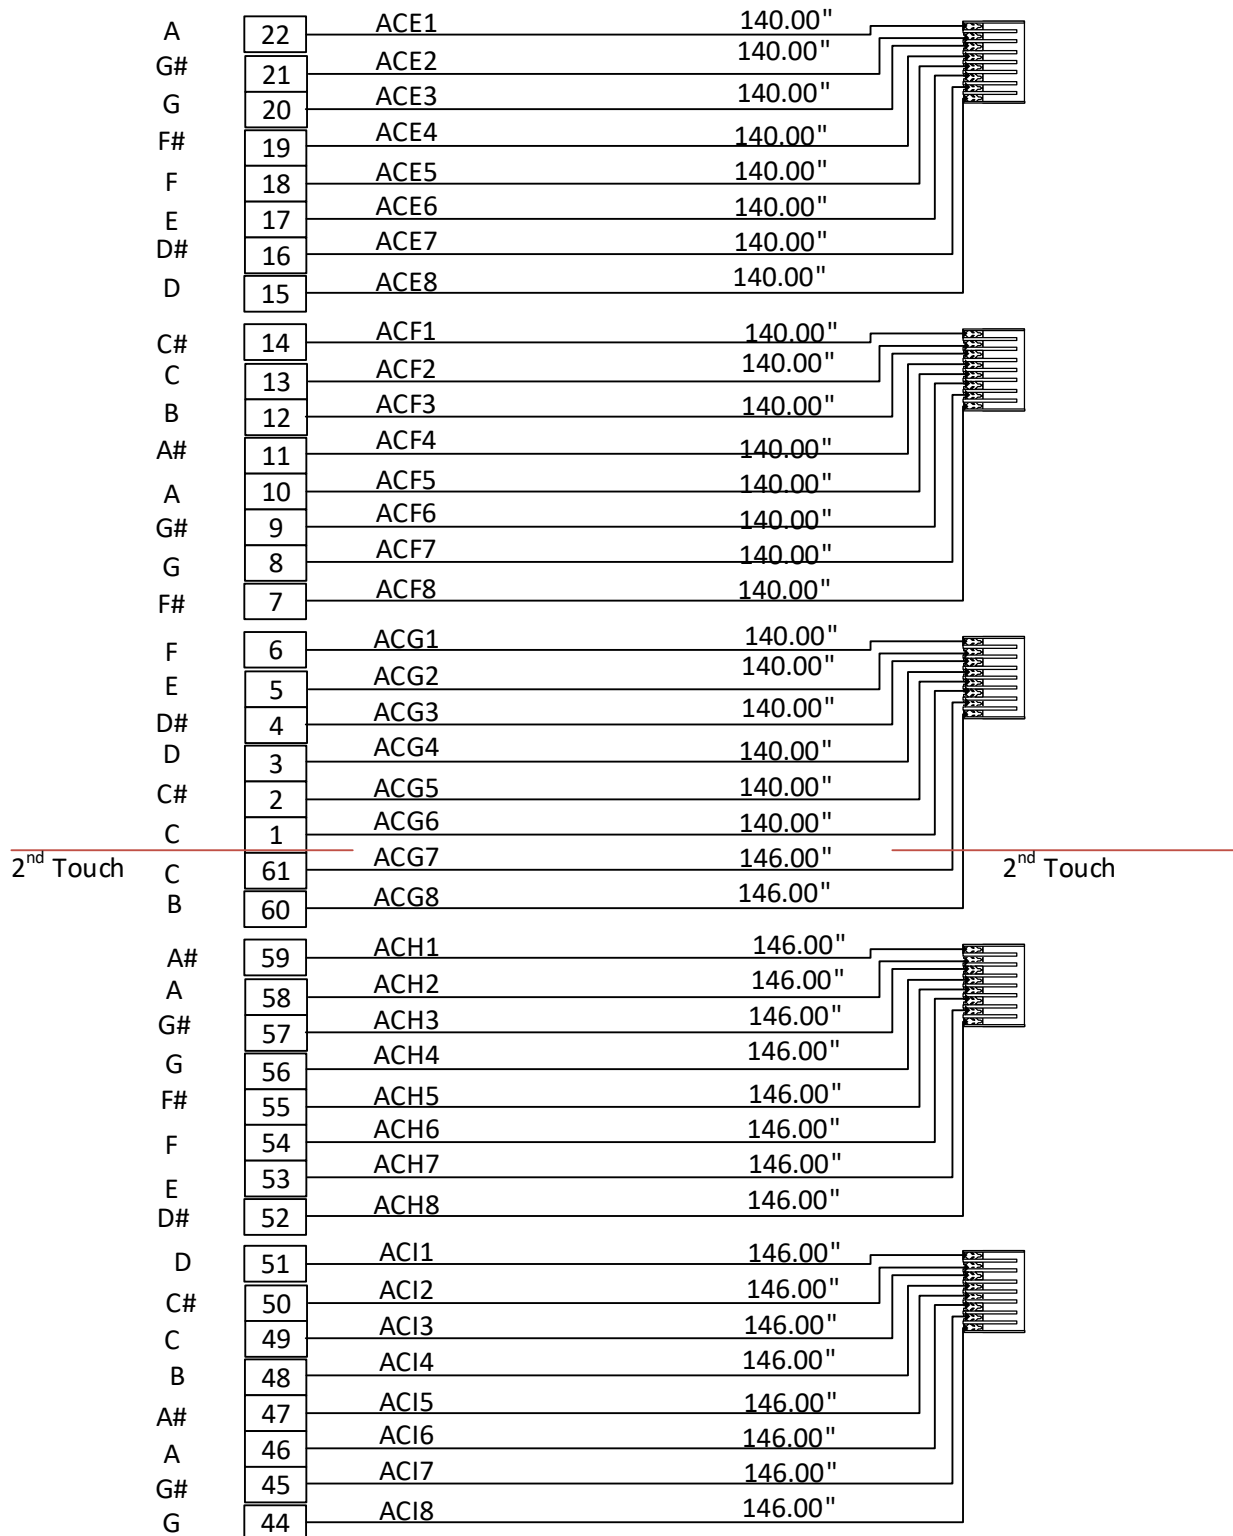 A 22 ACE1 140.00"
G# 21 ACE2 140.00"
G 20 ACE3 140.00"
F# 19 ACE4 140.00"
F 18 ACE5 140.00"
E 17 ACE6 140.00"
D# 16 ACE7 140.00"
D 15 ACE8 140.00"
C# 14 ACF1 140.00"
C 13 ACF2 140.00"
B 12 ACF3 140.00"
A# 11 ACF4 140.00"
A 10 ACF5 140.00"
G# 9 ACF6 140.00"
G 8 ACF7 140.00"
F# 7 ACF8 140.00"
F 6 ACG1 140.00"
E 5 ACG2 140.00"
D# 4 ACG3 140.00"
D 3 ACG4 140.00"
C# 2 ACG5 140.00"
C 1 ACG6 140.00"
2nd Touch C 61 ACG7 146.00" 2nd Touch
B 60 ACG8 146.00"
A# 59 ACH1 146.00"
A 58 ACH2 146.00"
G# 57 ACH3 146.00"
G 56 ACH4 146.00"
F# 55 ACH5 146.00"
F 54 ACH6 146.00"
E 53 ACH7 146.00"
D# 52 ACH8 146.00"
D 51 ACI1 146.00"
C# 50 ACI2 146.00"
C 49 ACI3 146.00"
B 48 ACI4 146.00"
A# 47 ACI5 146.00"
A 46 ACI6 146.00"
G# 45 ACI7 146.00"
G 44 ACI8 146.00"